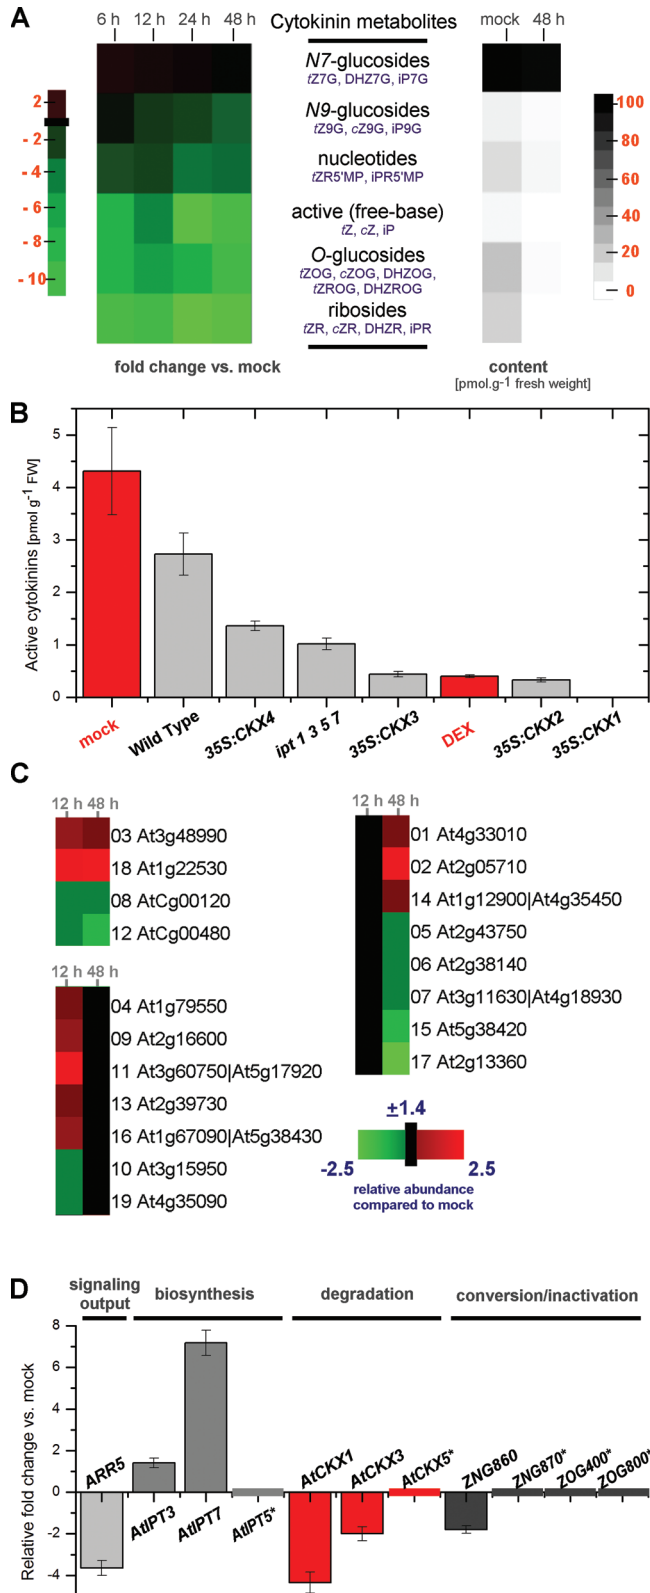 A
6 h 12 h 24 h 48 h
Cytokinin metabolites
mock 48 h
N7-glucosides
tZ7G, DHZ7G, iP7G
N9-glucosides
tZ9G, cZ9G, iP9G
nucleotides
tZR5'MP, iPR5'MP
active (free-base)
tZ, cZ, iP
O-glucosides
tZOG, cZOG, DHZOG,
tZROG, DHZROG
ribosides
tZR, cZR, DHZR, iPR
2
- 2
- 4
- 6
- 8
- 10
100
80
60
40
20
0
fold change vs. mock
content
[pmol.g-1 fresh weight]
B
Active cytokinins [pmol g-1 FW]
5
4
3
2
1
0
mock
Wild Type
35S:CKX4
ipt 1 3 5 7
35S:CKX3
DEX
35S:CKX2
35S:CKX1
C
12 h 48 h
03 At3g48990
18 At1g22530
08 AtCg00120
12 AtCg00480
12 h 48 h
04 At1g79550
09 At2g16600
11 At3g60750|At5g17920
13 At2g39730
16 At1g67090|At5g38430
10 At3g15950
19 At4g35090
12 h 48 h
01 At4g33010
02 At2g05710
14 At1g12900|At4g35450
05 At2g43750
06 At2g38140
07 At3g11630|At4g18930
15 At5g38420
17 At2g13360
±1.4
-2.5 2.5
relative abundance
compared to mock
D
signaling
output
biosynthesis
degradation
conversion/inactivation
Relative fold change vs. mock
8
6
4
2
0
-2
-4
ARR5
AtIPT3
AtIPT7
AtIPT5*
AtCKX1
AtCKX3
AtCKX5*
ZNG860
ZNG870*
ZOG400*
ZOG800*